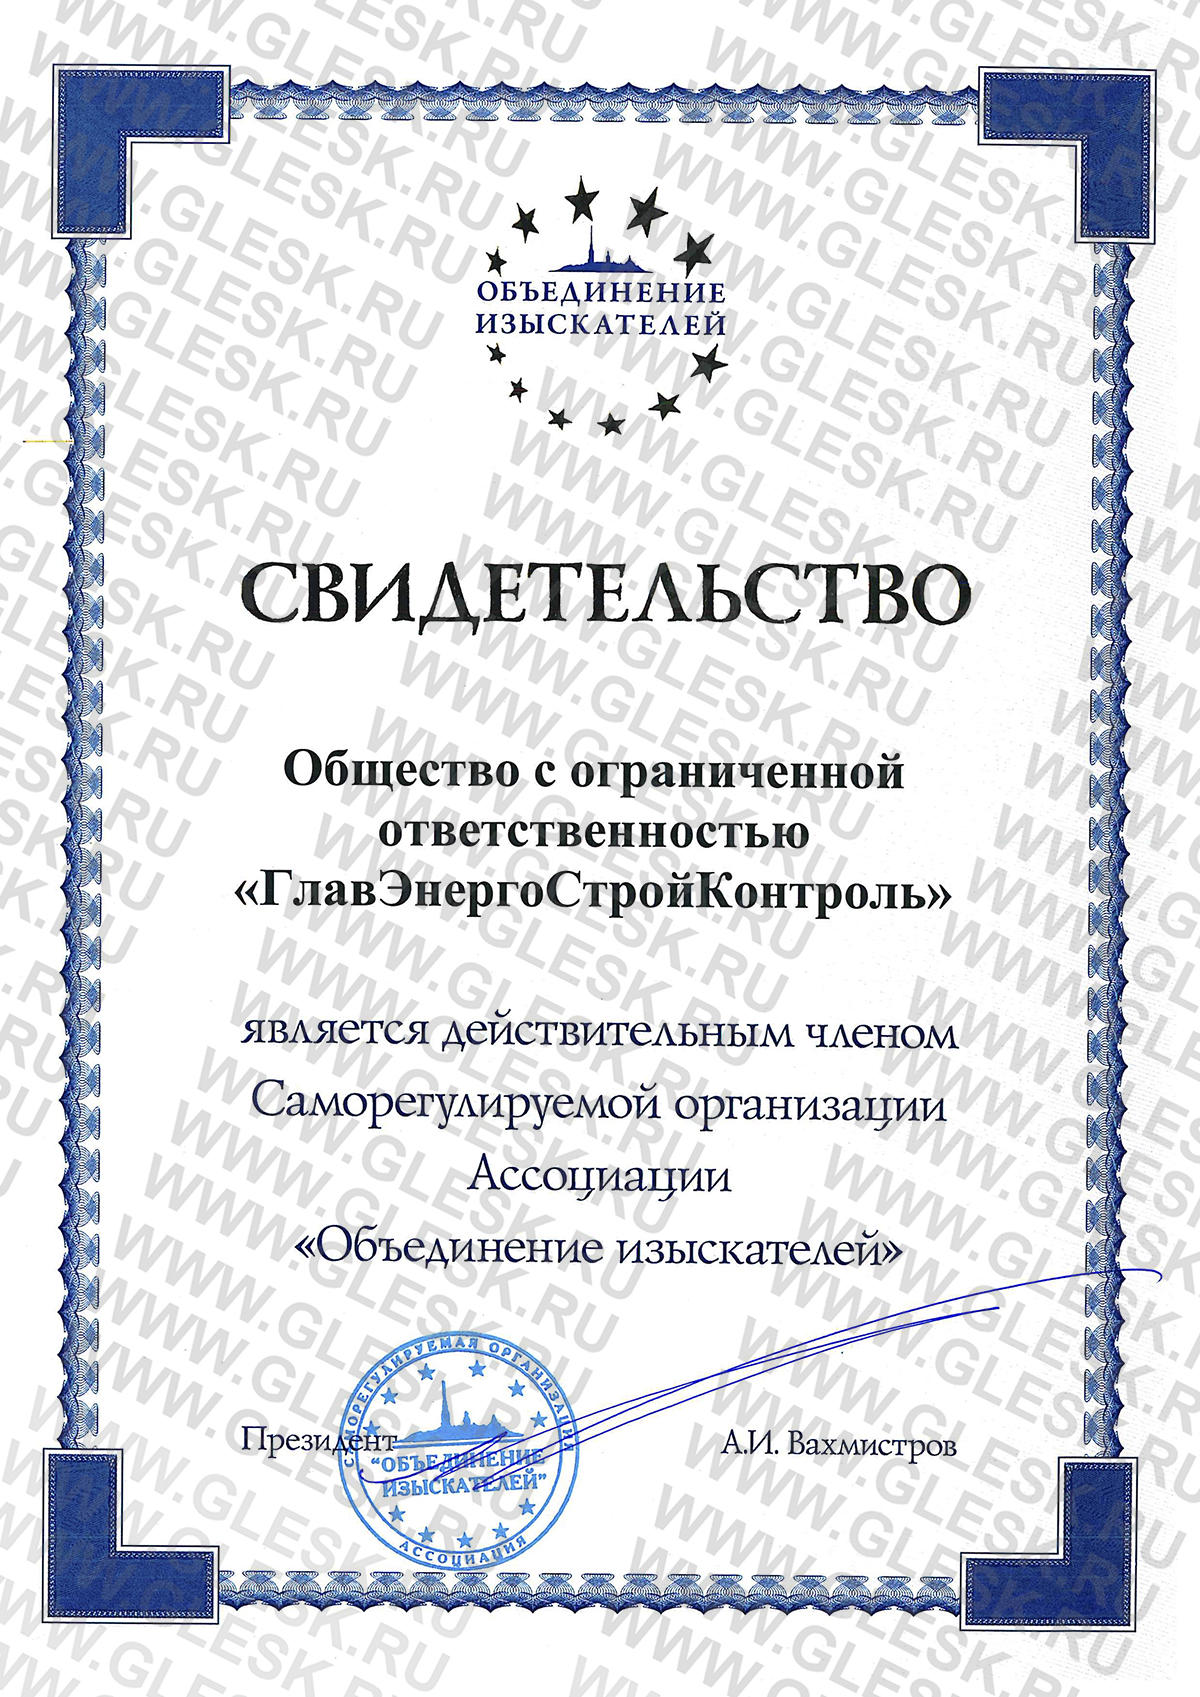 ОБЪЕДИНЕНИЕ
ИЗЫСКАТЕЛЕЙ
СВИДЕТЕЛЬСТВО
Общество с ограниченной
ответственностью
«ГлавЭнергоСтройКонтроль»
является действительным членом
Саморегулируемой организации
Ассоциации
«Объединение изыскателей»
Президент
А.И. Вахмистров
САМОРЕГУЛИРУЕМАЯ ОРГАНИЗАЦИЯ
"ОБЪЕДИНЕНИЕ
ИЗЫСКАТЕЛЕЙ"
АССОЦИАЦИЯ
WWW.GLESK.RU